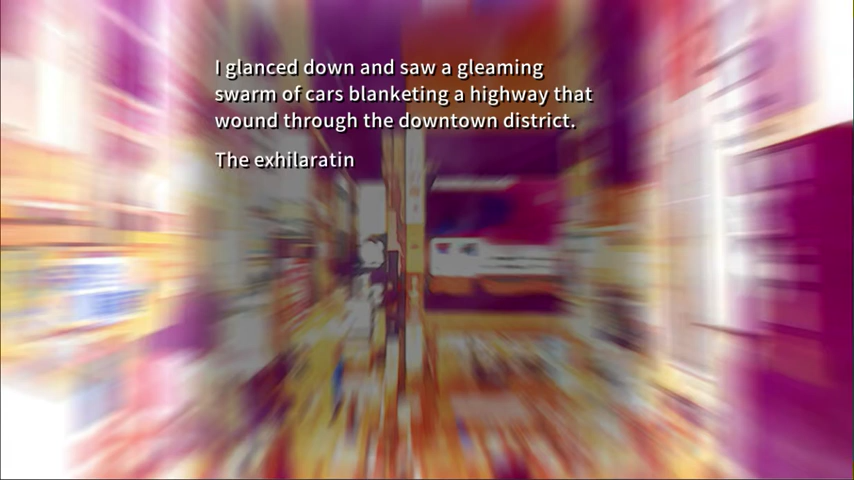 I glanced down and saw a gleaming
swarm of cars blanketing a highway that
wound through the downtown district.
The exhilaratin